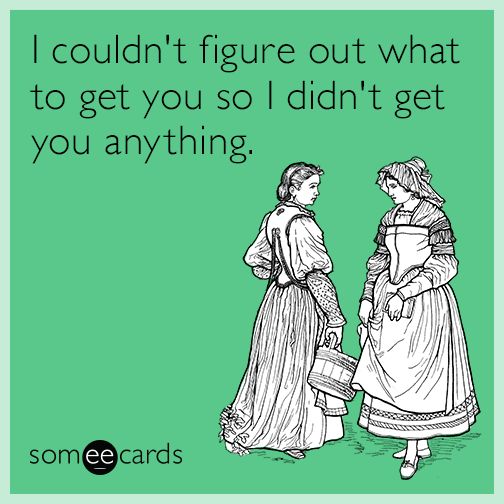 I couldn't figure out what
to get you so I didn't get
you anything.
someecards